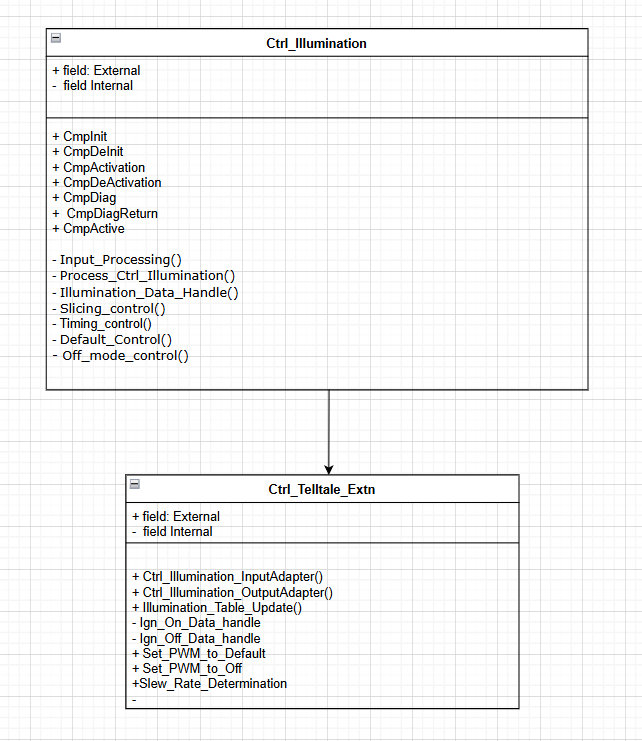 Ctrl_Illumination
+ field: External
- field Internal
+ CmpInit
+ CmpDeInit
+ CmpActivation
+ CmpDeActivation
+ CmpDiag
+ CmpDiagReturn
+ CmpActive
- Input_Processing()
- Process_Ctrl_Illumination()
- Illumination_Data_Handle()
- Slicing_control()
- Timing_control()
- Default_Control()
- Off_mode_control()
Ctrl_Telltale_Extn
+ field: External
- field Internal
+ Ctrl_Illumination_InputAdapter()
+ Ctrl_Illumination_OutputAdapter()
+ Illumination_Table_Update()
- Ign_On_Data_handle
- Ign_Off_Data_handle
+ Set_PWM_to_Default
+ Set_PWM_to_Off
+Slew_Rate_Determination
-